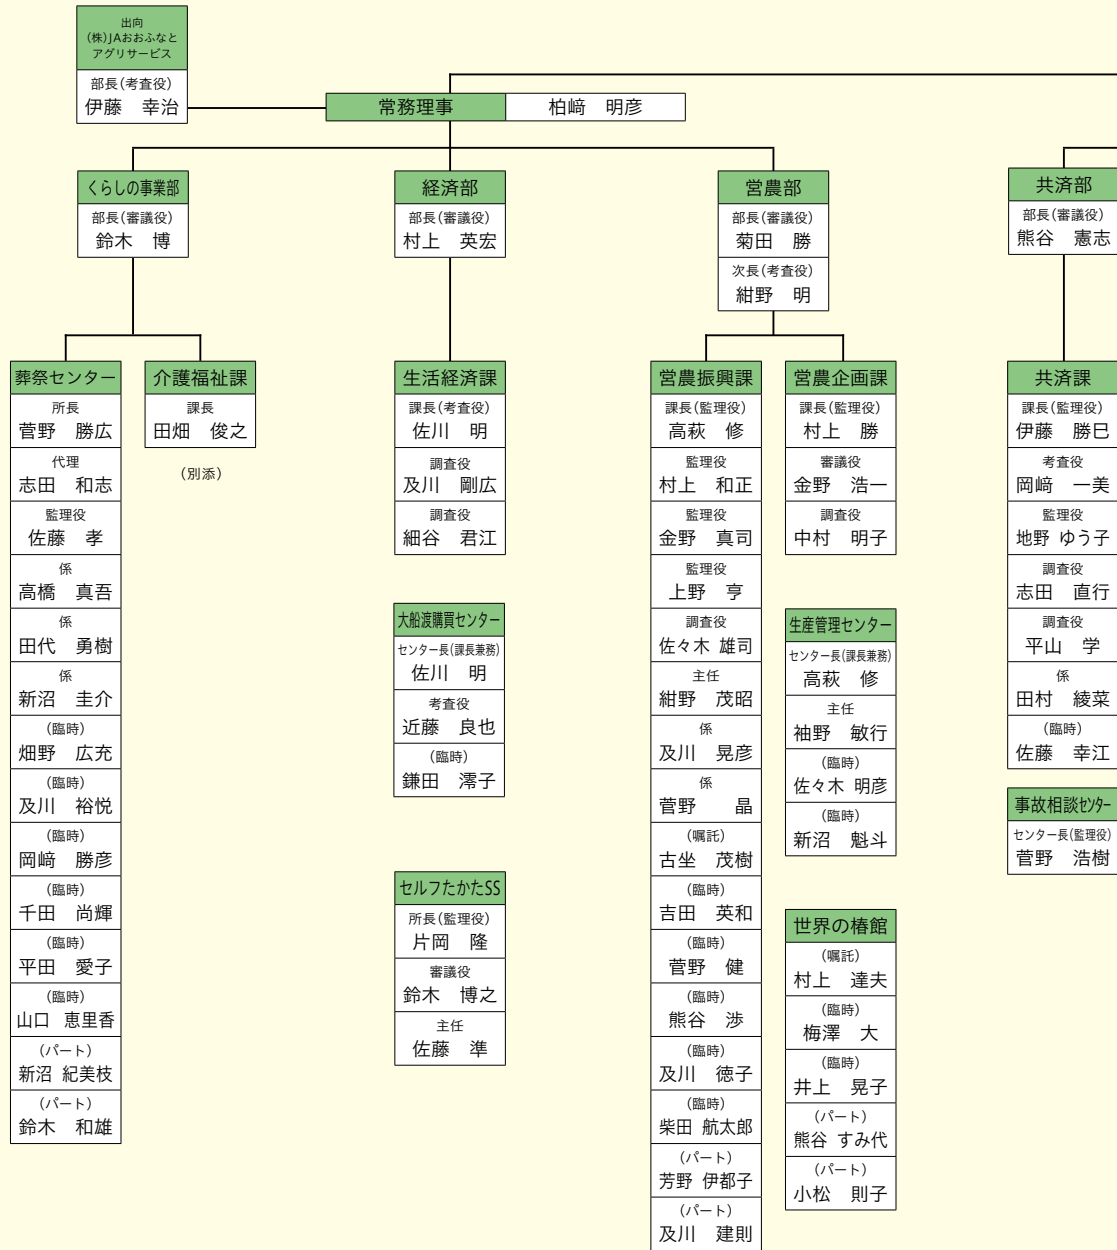 出向
(株)JAおおふなと
アグリサービス
部長(考査役)
伊藤　幸治
常務理事　柏﨑　明彦
くらしの事業部
部長(審議役)
鈴木　博
葬祭センター
所長
菅野　勝広
代理
志田　和志
監理役
佐藤　孝
係
高橋　真吾
係
田代　勇樹
係
新沼　圭介
(臨時)
畑野　広充
(臨時)
及川　裕悦
(臨時)
岡﨑　勝彦
(臨時)
千田　尚輝
(臨時)
平田　愛子
(臨時)
山口　恵里香
(パート)
新沼 紀美枝
(パート)
鈴木　和雄
介護福祉課
課長
田畑　俊之
(別添)
経済部
部長(審議役)
村上　英宏
生活経済課
課長(考査役)
佐川　明
調査役
及川　剛広
調査役
細谷　君江
大船渡購買センター
センター長(課長兼務)
佐川　明
考査役
近藤　良也
(臨時)
鎌田　澪子
セルフたかたSS
所長(監理役)
片岡　隆
審議役
鈴木　博之
主任
佐藤　準
営農部
部長(審議役)
菊田　勝
次長(考査役)
紺野　明
営農振興課
課長(監理役)
高萩　修
監理役
村上　和正
監理役
金野　真司
監理役
上野　亨
調査役
佐々木 雄司
主任
紺野　茂昭
係
及川　晃彦
係
菅野　晶
(嘱託)
古坐　茂樹
(臨時)
吉田　英和
(臨時)
菅野　健
(臨時)
熊谷　渉
(臨時)
及川　徳子
(臨時)
柴田 航太郎
(パート)
芳野 伊都子
(パート)
及川　建則
営農企画課
課長(監理役)
村上　勝
審議役
金野　浩一
調査役
中村　明子
生産管理センター
センター長(課長兼務)
高萩　修
主任
袖野　敏行
(臨時)
佐々木 明彦
(臨時)
新沼　魁斗
世界の椿館
(嘱託)
村上　達夫
(臨時)
梅澤　大
(臨時)
井上　晃子
(パート)
熊谷 すみ代
(パート)
小松　則子
共済部
部長(審議役)
熊谷　憲志
共済課
課長(監理役)
伊藤　勝巳
考査役
岡﨑　一美
監理役
地野 ゆう子
調査役
志田　直行
調査役
平山　学
係
田村　綾菜
(臨時)
佐藤　幸江
事故相談センター
センター長(監理役)
菅野　浩樹